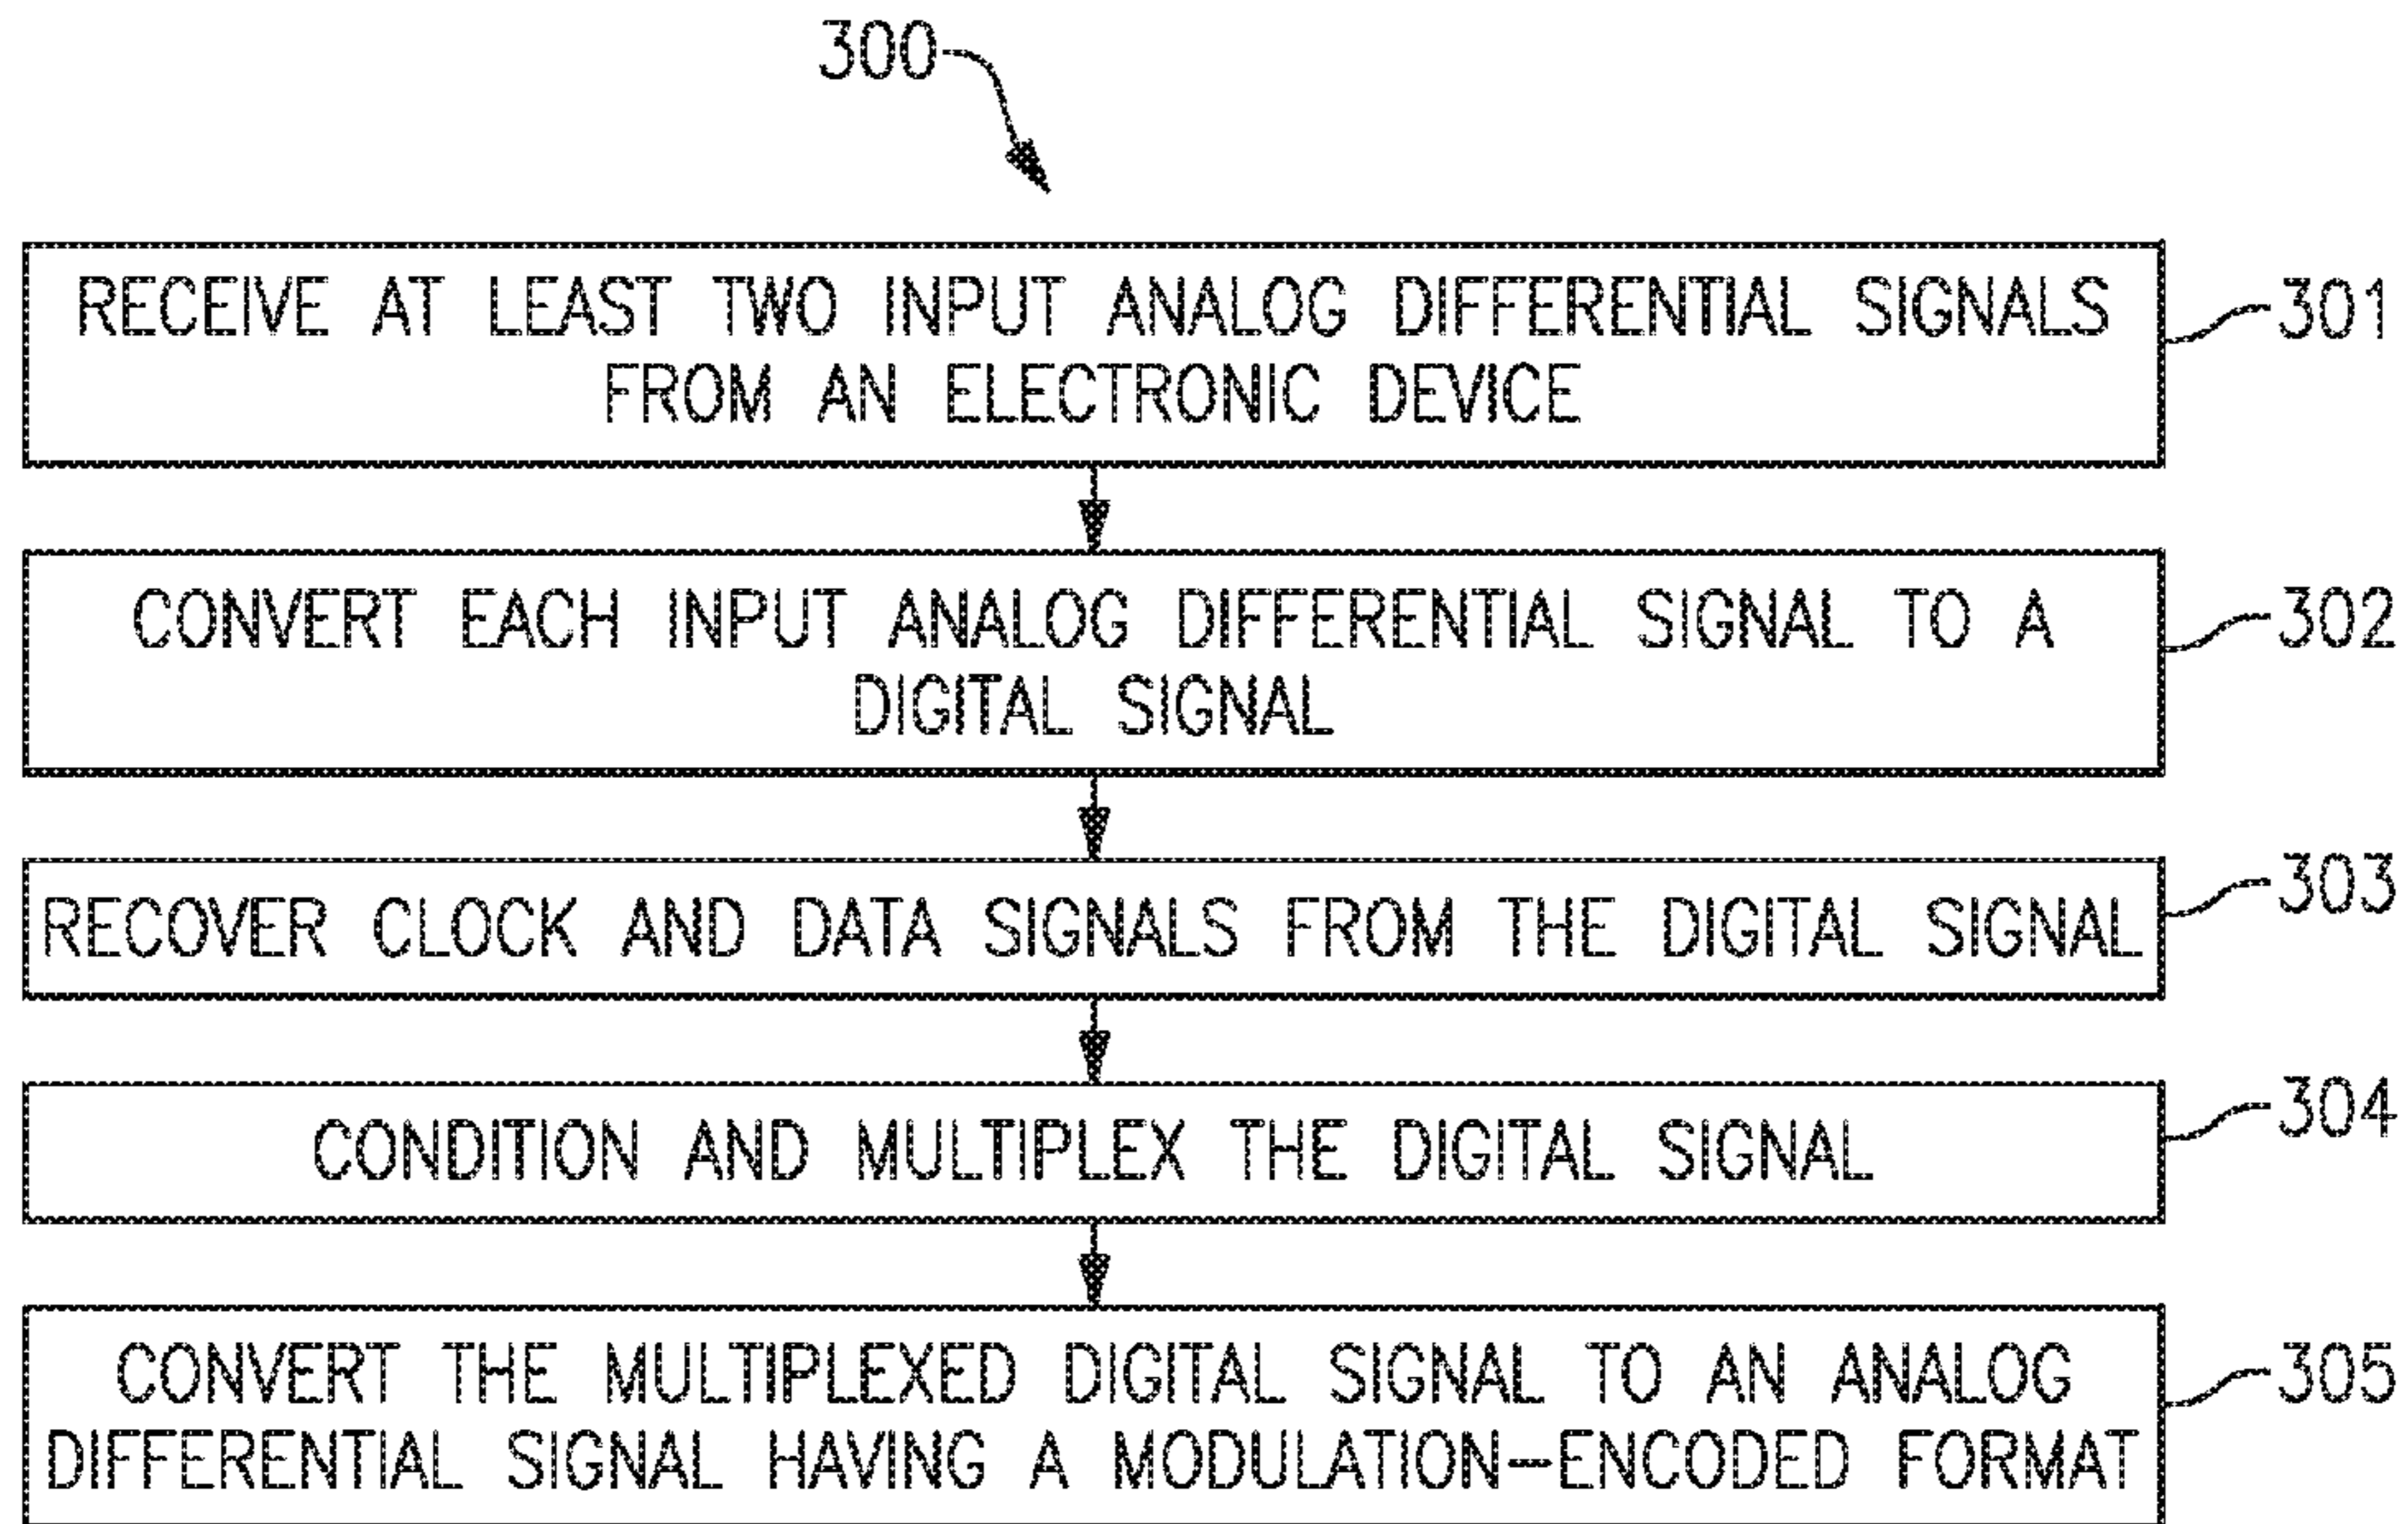 300
RECEIVE AT LEAST TWO INPUT ANALOG DIFFERENTIAL SIGNALS
FROM AN ELECTRONIC DEVICE
301
CONVERT EACH INPUT ANALOG DIFFERENTIAL SIGNAL TO A
DIGITAL SIGNAL
302
RECOVER CLOCK AND DATA SIGNALS FROM THE DIGITAL SIGNAL
303
CONDITION AND MULTIPLEX THE DIGITAL SIGNAL
304
CONVERT THE MULTIPLEXED DIGITAL SIGNAL TO AN ANALOG
DIFFERENTIAL SIGNAL HAVING A MODULATION-ENCODED FORMAT
305